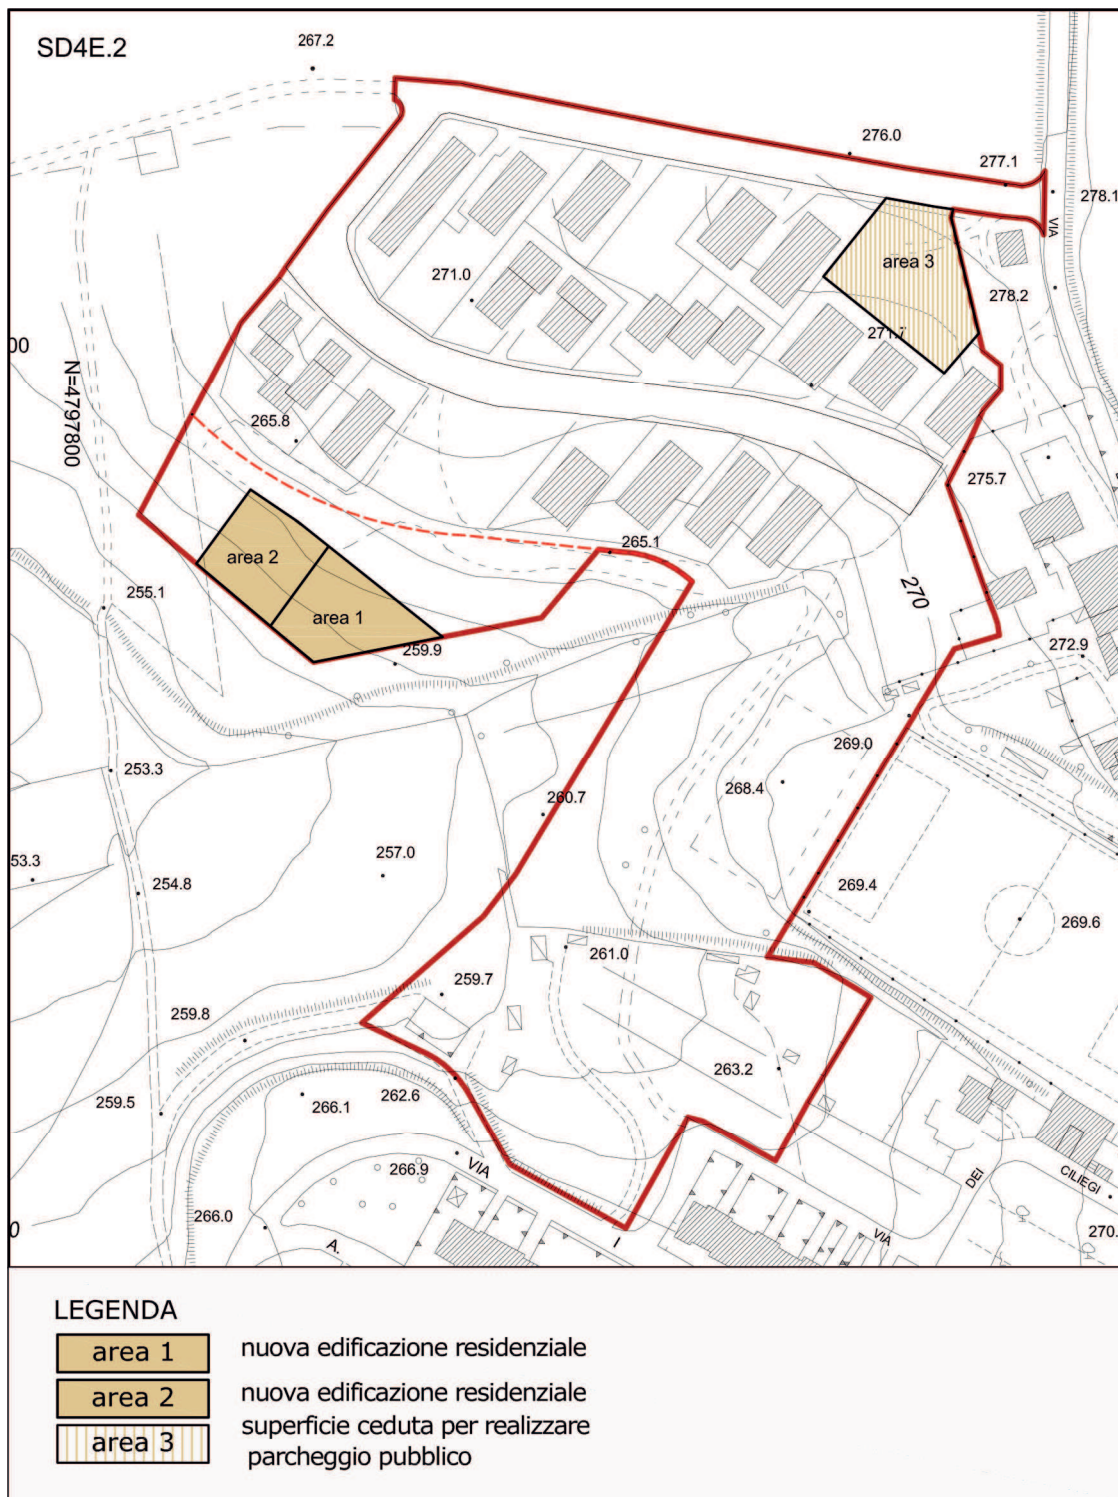 SD4E.2
267.2
276.0
277.1
278.1
VIA
area 3
278.2
271.0
271.7
00
N=4797800
265.8
275.7
area 2
265.1
255.1
270
area 1
259.9
272.9
253.3
269.0
268.4
260.7
53.3
257.0
254.8
269.4
269.6
261.0
259.7
259.8
263.2
259.5
266.1
262.6
266.9
VIA
DEI
CILIEGI
266.0
0
A.
I
VIA
270.
LEGENDA
area 1 nuova edificazione residenziale
area 2 nuova edificazione residenziale
area 3 superficie ceduta per realizzare
parcheggio pubblico